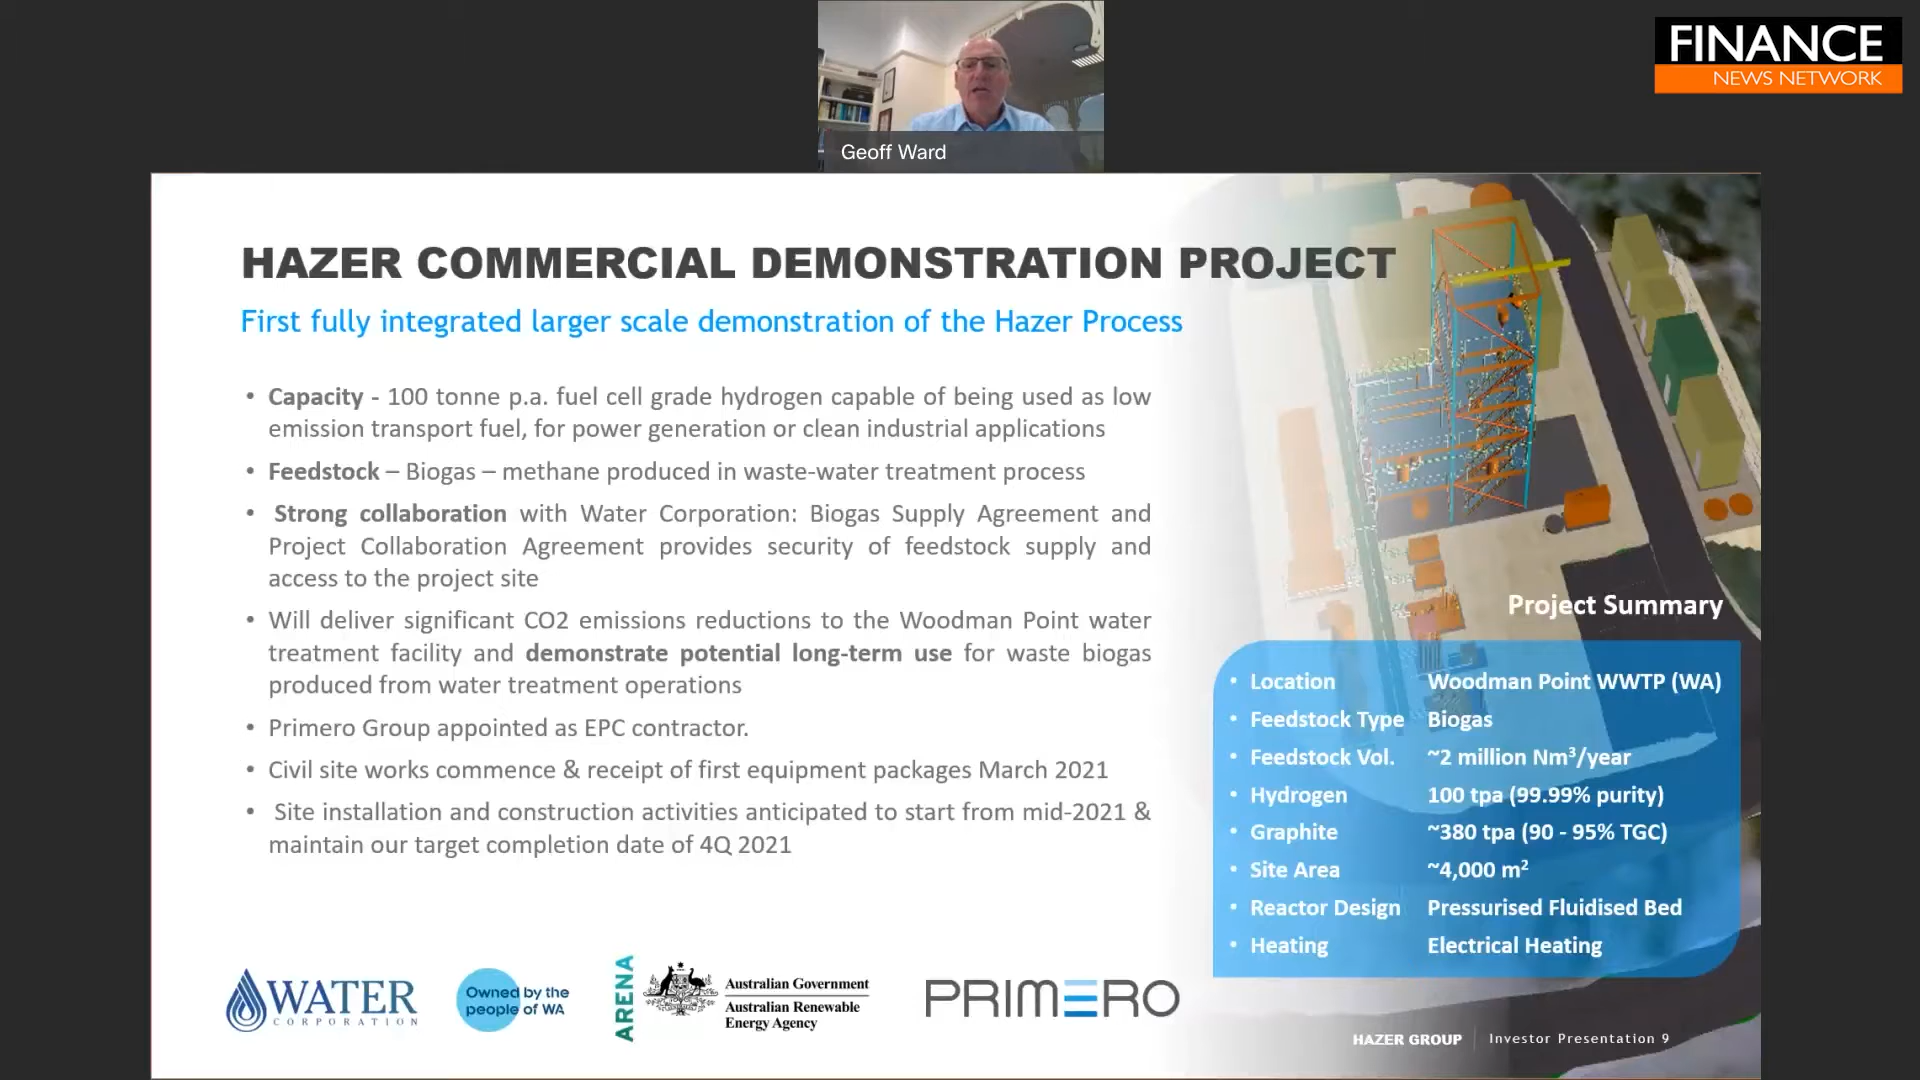 FINANCE
NEWS NETWORK
Geoff Ward
HAZER COMMERCIAL DEMONSTRATION PROJECT
First fully integrated larger scale demonstration of the Hazer Process
• Capacity - 100 tonne p.a. fuel cell grade hydrogen capable of being used as low
emission transport fuel, for power generation or clean industrial applications
• Feedstock – Biogas – methane produced in waste-water treatment process
• Strong collaboration with Water Corporation: Biogas Supply Agreement and
Project Collaboration Agreement provides security of feedstock supply and
access to the project site
• Will deliver significant CO2 emissions reductions to the Woodman Point water
treatment facility and demonstrate potential long-term use for waste biogas
produced from water treatment operations
• Primero Group appointed as EPC contractor.
• Civil site works commence & receipt of first equipment packages March 2021
• Site installation and construction activities anticipated to start from mid-2021 &
maintain our target completion date of 4Q 2021
Project Summary
• Location Woodman Point WWTP (WA)
• Feedstock Type Biogas
• Feedstock Vol. ~2 million Nm³/year
• Hydrogen 100 tpa (99.99% purity)
• Graphite ~380 tpa (90 - 95% TGC)
• Site Area ~4,000 m²
• Reactor Design Pressurised Fluidised Bed
• Heating Electrical Heating
WATER
CORPORATION
Owned by the
people of WA
ARENA
Australian Government
Australian Renewable
Energy Agency
PRIMERO
HAZER GROUP | Investor Presentation 9